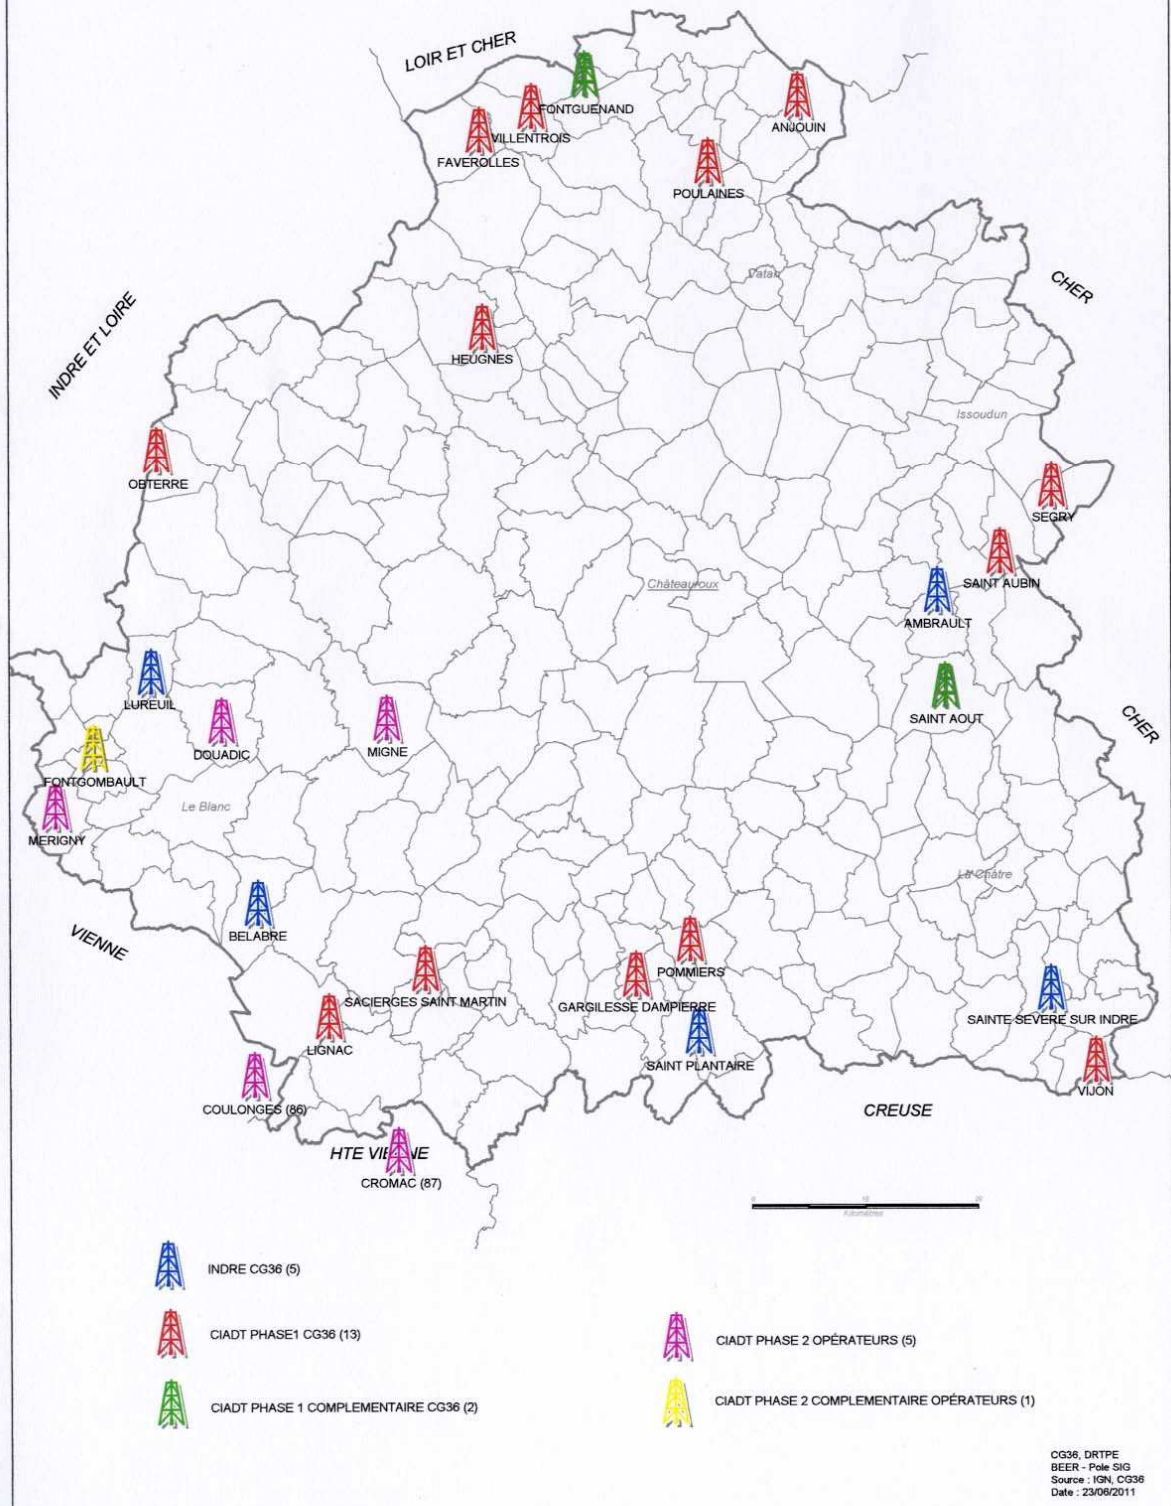 LOIR ET CHER
FONTGUENAND
VILLENTROIS
ANJOUIN
FAVEROLLES
POULAINES
Vatan
CHER
INDRE ET LOIRE
HEUGNES
Issoudun
OBTERRE
SEGRY
SAINT AUBIN
Châteauroux
AMBRAULT
LUREUIL
SAINT AOUT
CHER
DOUADIC
MIGNE
FONTGOMBAULT
Le Blanc
MERIGNY
La Châtre
BELABRE
VIENNE
POMMIERS
SACIERGES SAINT MARTIN
GARGILESSE DAMPIERRE
SAINTE SEVERE SUR INDRE
LIGNAC
SAINT PLANTAIRE
VIJON
COULONGES (86)
CREUSE
HTE VIENNE
CROMAC (87)
0 10 20
Kilomètres
INDRE CG36 (5)
CIADT PHASE1 CG36 (13)
CIADT PHASE 2 OPÉRATEURS (5)
CIADT PHASE 1 COMPLEMENTAIRE CG36 (2)
CIADT PHASE 2 COMPLEMENTAIRE OPÉRATEURS (1)
CG36, DRTPE
BEER - Pole SIG
Source : IGN, CG36
Date : 23/06/2011